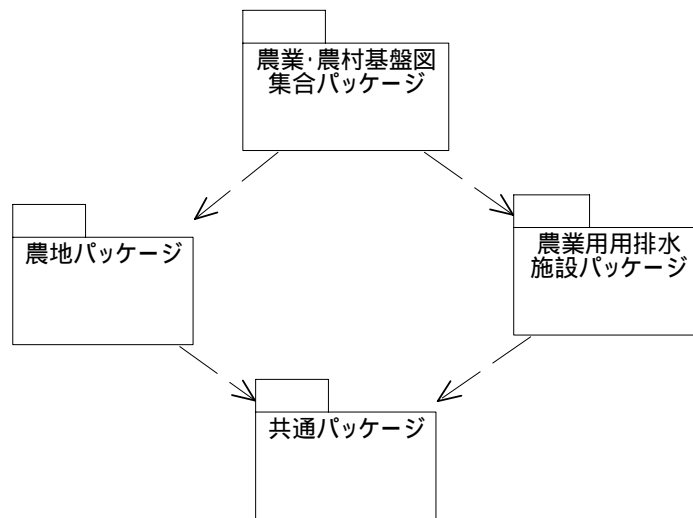 農業・農村基盤図
集合パッケージ
農地パッケージ
農業用用排水
施設パッケージ
共通パッケージ